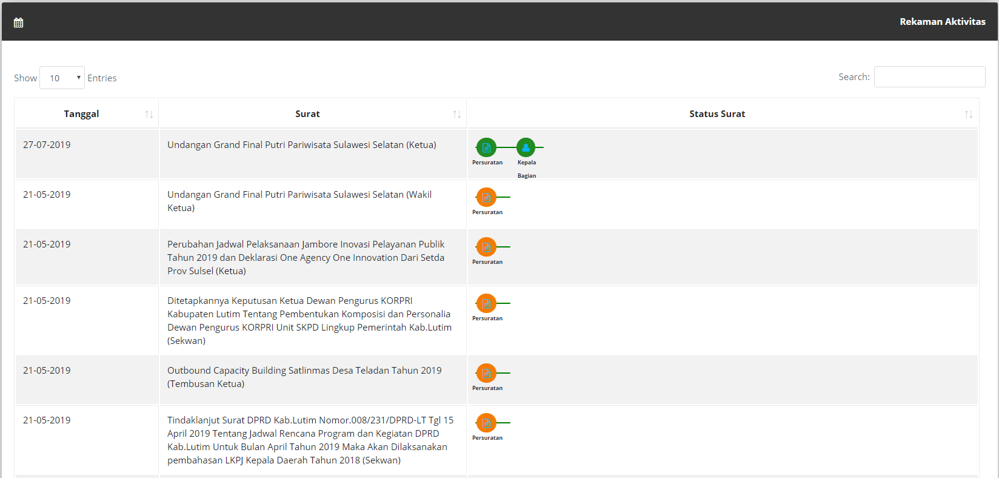 Rekaman Aktivitas
Show 10 Entries
Search:
Tanggal Surat Status Surat
27-07-2019
Undangan Grand Final Putri Pariwisata Sulawesi Selatan (Ketua)
Persuratan
Kepala
Bagian
21-05-2019
Undangan Grand Final Putri Pariwisata Sulawesi Selatan (Wakil
Ketua)
Persuratan
21-05-2019
Perubahan Jadwal Pelaksanaan Jambore Inovasi Pelayanan Publik
Tahun 2019 dan Deklarasi One Agency One Innovation Dari Setda
Prov Sulsel (Ketua)
Persuratan
21-05-2019
Ditetapkannya Keputusan Ketua Dewan Pengurus KORPRI
Kabupaten Lutim Tentang Pembentukan Komposisi dan Personalia
Dewan Pengurus KORPRI Unit SKPD Lingkup Pemerintah Kab.Lutim
(Sekwan)
Persuratan
21-05-2019
Outbound Capacity Building Satlinmas Desa Teladan Tahun 2019
(Tembusan Ketua)
Persuratan
21-05-2019
Tindaklanjut Surat DPRD Kab.Lutim Nomor.008/231/DPRD-LT Tgl 15
April 2019 Tentang Jadwal Rencana Program dan Kegiatan DPRD
Kab.Lutim Untuk Bulan April Tahun 2019 Maka Akan Dilaksanakan
pembahasan LKPJ Kepala Daerah Tahun 2018 (Sekwan)
Persuratan